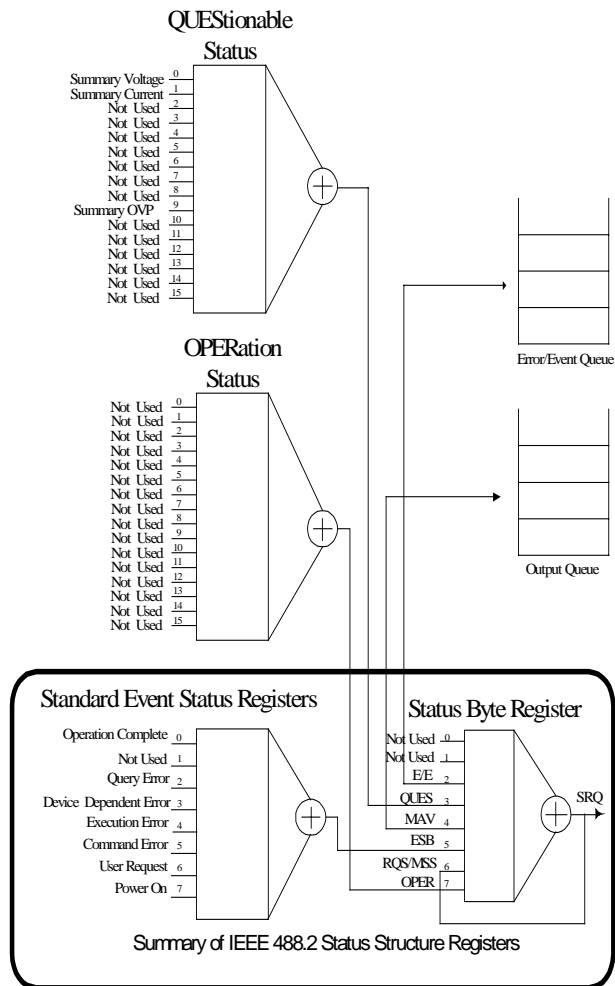 QUEStionable
Status
Summary Voltage 0
Summary Current 1
Not Used 2
Not Used 3
Not Used 4
Not Used 5
Not Used 6
Not Used 7
Not Used 8
Summary OVP 9
Not Used 10
Not Used 11
Not Used 12
Not Used 13
Not Used 14
Not Used 15
Error/Event Queue
OPERation
Status
Not Used 0
Not Used 1
Not Used 2
Not Used 3
Not Used 4
Not Used 5
Not Used 6
Not Used 7
Not Used 8
Not Used 9
Not Used 10
Not Used 11
Not Used 12
Not Used 13
Not Used 14
Not Used 15
Output Queue
Standard Event Status Registers
Operation Complete 0
Not Used 1
Query Error 2
Device Dependent Error 3
Execution Error 4
Command Error 5
User Request 6
Power On 7
Status Byte Register
Not Used 0
Not Used 1
E/E 2
QUES 3
MAV 4
ESB 5
RQS/MSS 6
OPER 7
SRQ
Summary of IEEE 488.2 Status Structure Registers